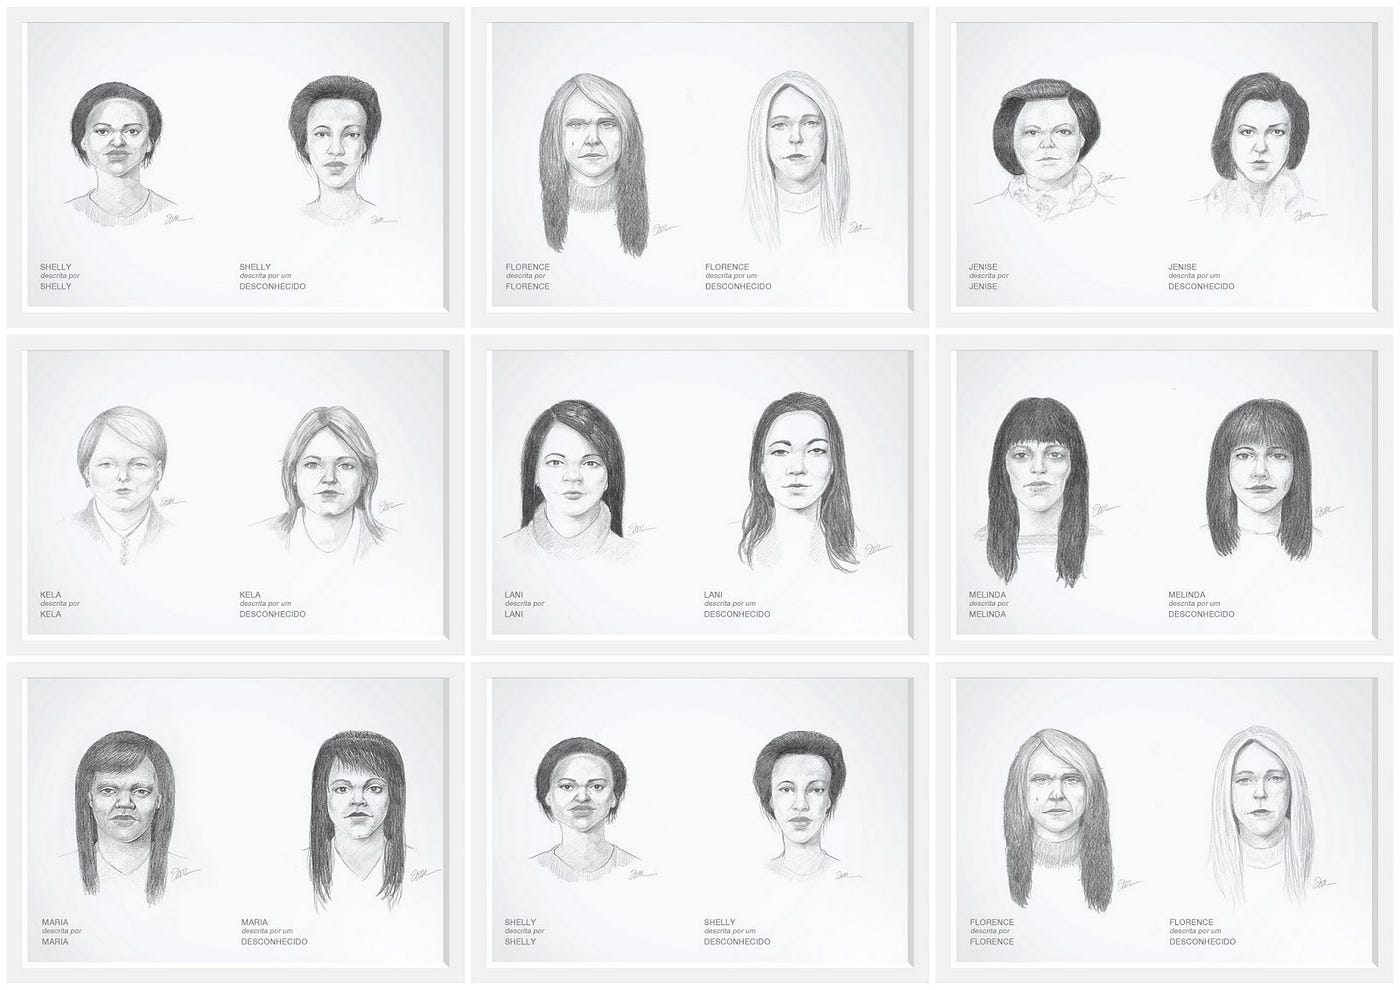 SHELLY
descrita por
SHELLY
SHELLY
descrita por um
DESCONHECIDO
FLORENCE
descrita por
FLORENCE
FLORENCE
descrita por um
DESCONHECIDO
JENISE
descrita por
JENISE
JENISE
descrita por um
DESCONHECIDO
KELA
descrita por
KELA
KELA
descrita por um
DESCONHECIDO
LANI
descrita por
LANI
LANI
descrita por um
DESCONHECIDO
MELINDA
descrita por
MELINDA
MELINDA
descrita por um
DESCONHECIDO
MARIA
descrita por
MARIA
MARIA
descrita por um
DESCONHECIDO
SHELLY
descrita por
SHELLY
SHELLY
descrita por um
DESCONHECIDO
FLORENCE
descrita por
FLORENCE
FLORENCE
descrita por um
DESCONHECIDO